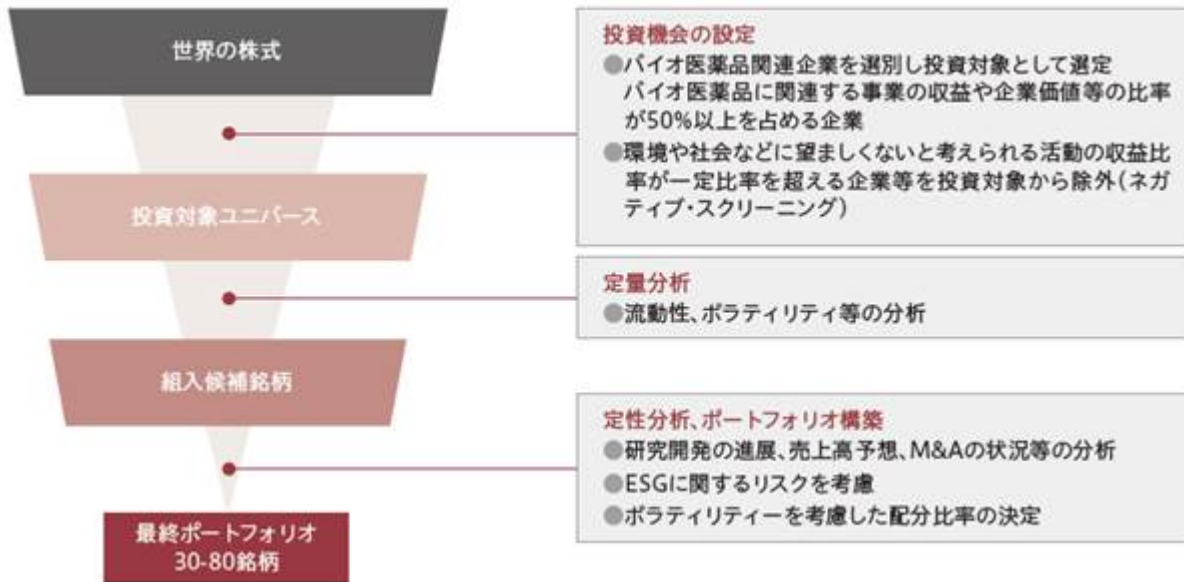 世界の株式
投資機会の設定
●バイオ医薬品関連企業を選別し投資対象として選定
バイオ医薬品に関連する事業の収益や企業価値等の比率
が50%以上を占める企業
●環境や社会などに望ましくないと考えられる活動の収益比
率が一定比率を超える企業等を投資対象から除外(ネガ
ティブ・スクリーニング)
投資対象ユニバース
定量分析
●流動性、ボラティリティ等の分析
組入候補銘柄
定性分析、ポートフォリオ構築
●研究開発の進展、売上高予想、M&Aの状況等の分析
●ESGに関するリスクを考慮
●ボラティリティーを考慮した配分比率の決定
最終ポートフォリオ
30-80銘柄